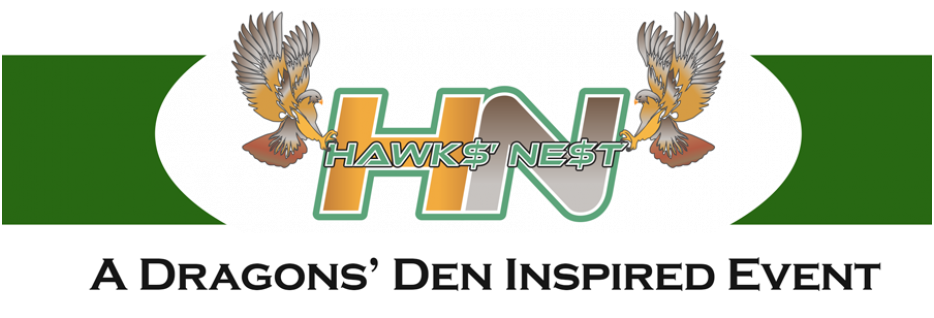 HN
HAWK$' NE$T
A DRAGONS' DEN INSPIRED EVENT